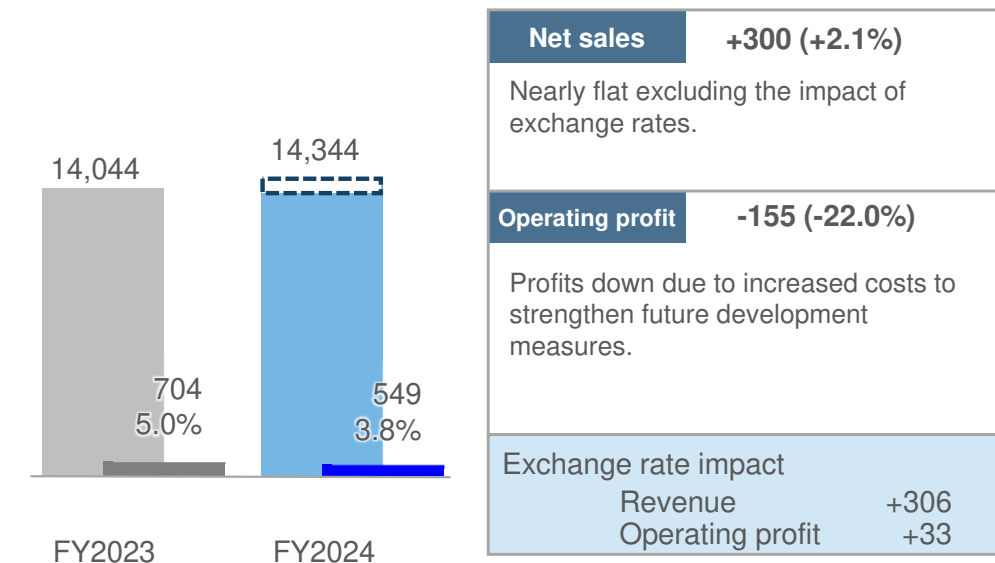 14,044
14,344
704
5.0%
549
3.8%
FY2023
FY2024
Net sales
+300 (+2.1%)
Nearly flat excluding the impact of
exchange rates.
Operating profit
-155 (-22.0%)
Profits down due to increased costs to
strengthen future development
measures.
Exchange rate impact
Revenue +306
Operating profit +33